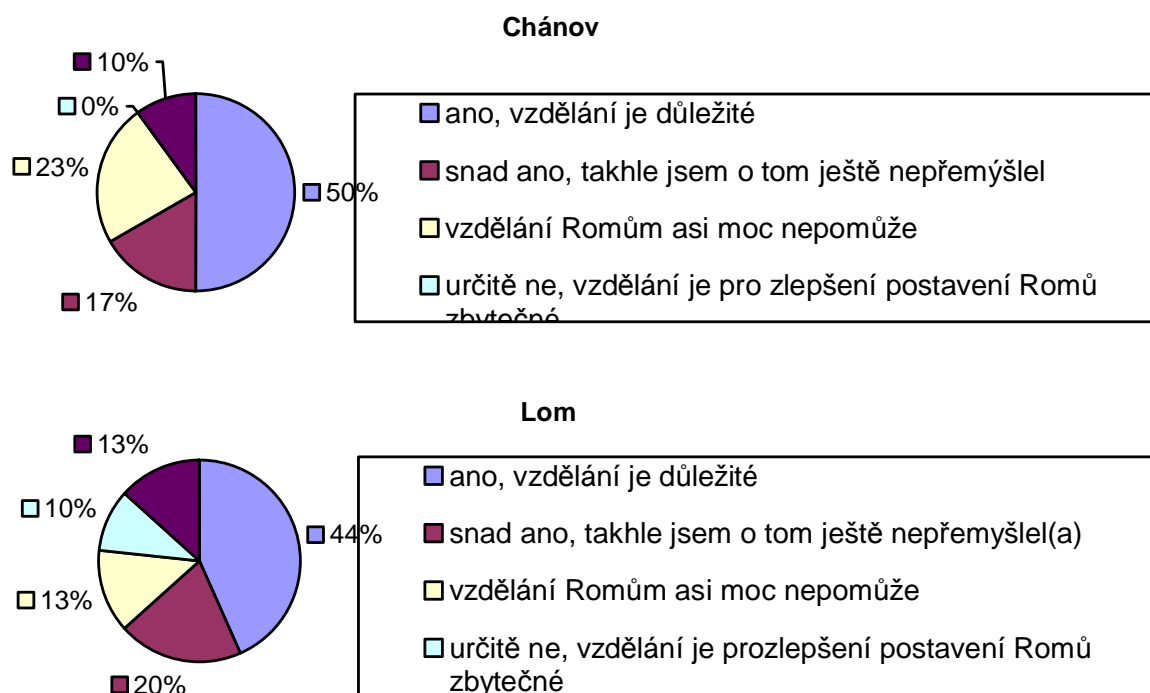 Chánov
10%
0%
23%
50%
17%
ano, vzdělání je důležité
snad ano, takhle jsem o tom ještě nepřemýšlel
vzdělání Romům asi moc nepomůže
určitě ne, vzdělání je pro zlepšení postavení Romů
zbytečné
Lom
13%
10%
44%
13%
20%
ano, vzdělání je důležité
snad ano, takhle jsem o tom ještě nepřemyšlel(a)
vzdělání Romům asi moc nepomůže
určitě ne, vzdělání je prozlepšení postavení Romů
zbytečné